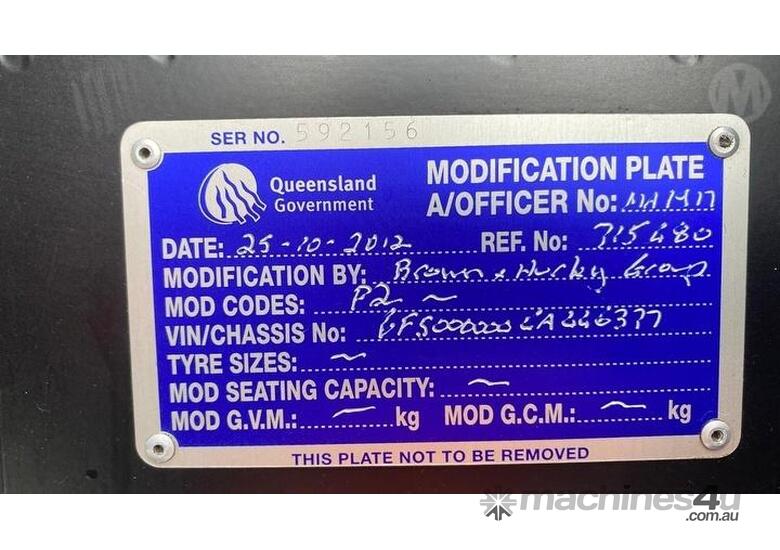 SER NO. 592156
Queensland Government
MODIFICATION PLATE
A/OFFICER No:
DATE: 25-10-2012
REF. No: 715480
MODIFICATION BY: Brown & Hurley Group
MOD CODES: P2 ~
VIN/CHASSIS No:
TYRE SIZES: ~
MOD SEATING CAPACITY: ~
MOD G.V.M.: ~ kg MOD G.C.M.: ~ kg
THIS PLATE NOT TO BE REMOVED
machines4u
.com.au